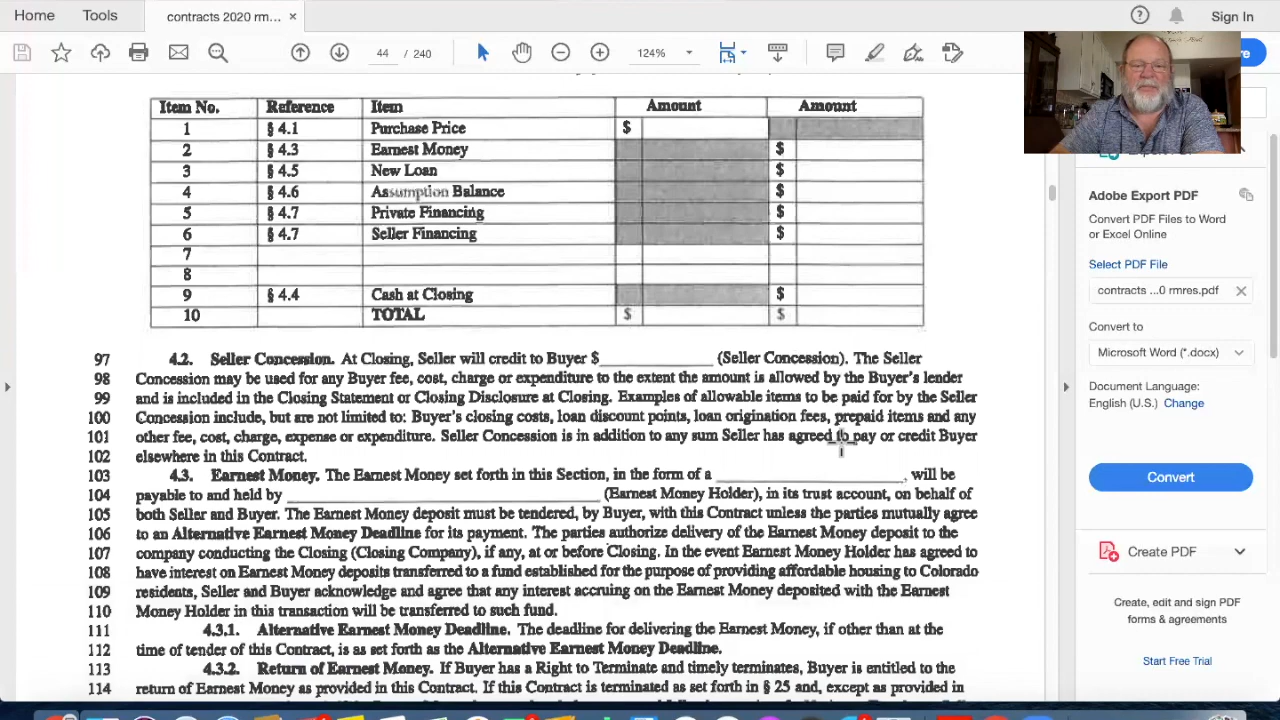 Home Tools contracts 2020 rm... × Sign In
44 / 240 124%
Item No. Reference Item Amount Amount
1 § 4.1 Purchase Price $
2 § 4.3 Earnest Money $
3 § 4.5 New Loan $
4 § 4.6 Assumption Balance $
5 § 4.7 Private Financing $
6 § 4.7 Seller Financing $
7
8
9 § 4.4 Cash at Closing $
10 TOTAL $ $
97 4.2. Seller Concession. At Closing, Seller will credit to Buyer $____________ (Seller Concession). The Seller
98 Concession may be used for any Buyer fee, cost, charge or expenditure to the extent the amount is allowed by the Buyer's lender
99 and is included in the Closing Statement or Closing Disclosure at Closing. Examples of allowable items to be paid for by the Seller
100 Concession include, but are not limited to: Buyer's closing costs, loan discount points, loan origination fees, prepaid items and any
101 other fee, cost, charge, expense or expenditure. Seller Concession is in addition to any sum Seller has agreed to pay or credit Buyer
102 elsewhere in this Contract.
103 4.3. Earnest Money. The Earnest Money set forth in this Section, in the form of a ____________________, will be
104 payable to and held by __________________________________ (Earnest Money Holder), in its trust account, on behalf of
105 both Seller and Buyer. The Earnest Money deposit must be tendered, by Buyer, with this Contract unless the parties mutually agree
106 to an Alternative Earnest Money Deadline for its payment. The parties authorize delivery of the Earnest Money deposit to the
107 company conducting the Closing (Closing Company), if any, at or before Closing. In the event Earnest Money Holder has agreed to
108 have interest on Earnest Money deposits transferred to a fund established for the purpose of providing affordable housing to Colorado
109 residents, Seller and Buyer acknowledge and agree that any interest accruing on the Earnest Money deposited with the Earnest
110 Money Holder in this transaction will be transferred to such fund.
111 4.3.1. Alternative Earnest Money Deadline. The deadline for delivering the Earnest Money, if other than at the
112 time of tender of this Contract, is as set forth as the Alternative Earnest Money Deadline.
113 4.3.2. Return of Earnest Money. If Buyer has a Right to Terminate and timely terminates, Buyer is entitled to the
114 return of Earnest Money as provided in this Contract. If this Contract is terminated as set forth in § 25 and, except as provided in
Adobe Export PDF
Convert PDF Files to Word
or Excel Online
Select PDF File
contracts ...0 rmres.pdf ×
Convert to
Microsoft Word (*.docx)
Document Language:
English (U.S.) Change
Convert
Create PDF
Create, edit and sign PDF
forms & agreements
Start Free Trial